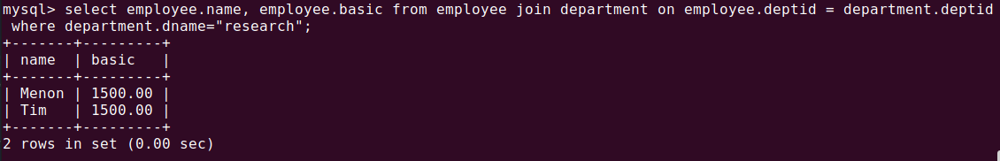 mysql> select employee.name, employee.basic from employee join department on employee.deptid = department.deptid
 where department.dname="research";
+-------+---------+
| name  | basic   |
+-------+---------+
| Menon | 1500.00 |
| Tim   | 1500.00 |
+-------+---------+
2 rows in set (0.00 sec)